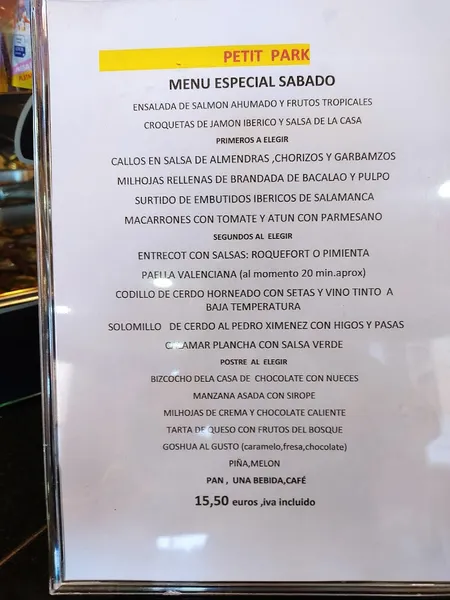 PETIT PARK
MENU ESPECIAL SABADO
ENSALADA DE SALMON AHUMADO Y FRUTOS TROPICALES
CROQUETAS DE JAMON IBERICO Y SALSA DE LA CASA
PRIMEROS A ELEGIR
CALLOS EN SALSA DE ALMENDRAS ,CHORIZOS Y GARBAMZOS
MILHOJAS RELLENAS DE BRANDADA DE BACALAO Y PULPO
SURTIDO DE EMBUTIDOS IBERICOS DE SALAMANCA
MACARRONES CON TOMATE Y ATUN CON PARMESANO
SEGUNDOS AL ELEGIR
ENTRECOT CON SALSAS: ROQUEFORT O PIMIENTA
PAELLA VALENCIANA (al momento 20 min.aprox)
CODILLO DE CERDO HORNEADO CON SETAS Y VINO TINTO A
BAJA TEMPERATURA
SOLOMILLO DE CERDO AL PEDRO XIMENEZ CON HIGOS Y PASAS
CALAMAR PLANCHA CON SALSA VERDE
POSTRE AL ELEGIR
BIZCOCHO DELA CASA DE CHOCOLATE CON NUECES
MANZANA ASADA CON SIROPE
MILHOJAS DE CREMA Y CHOCOLATE CALIENTE
TARTA DE QUESO CON FRUTOS DEL BOSQUE
GOSHUA AL GUSTO (caramelo,fresa,chocolate)
PIÑA,MELON
PAN , UNA BEBIDA,CAFÉ
15,50 euros ,iva incluido